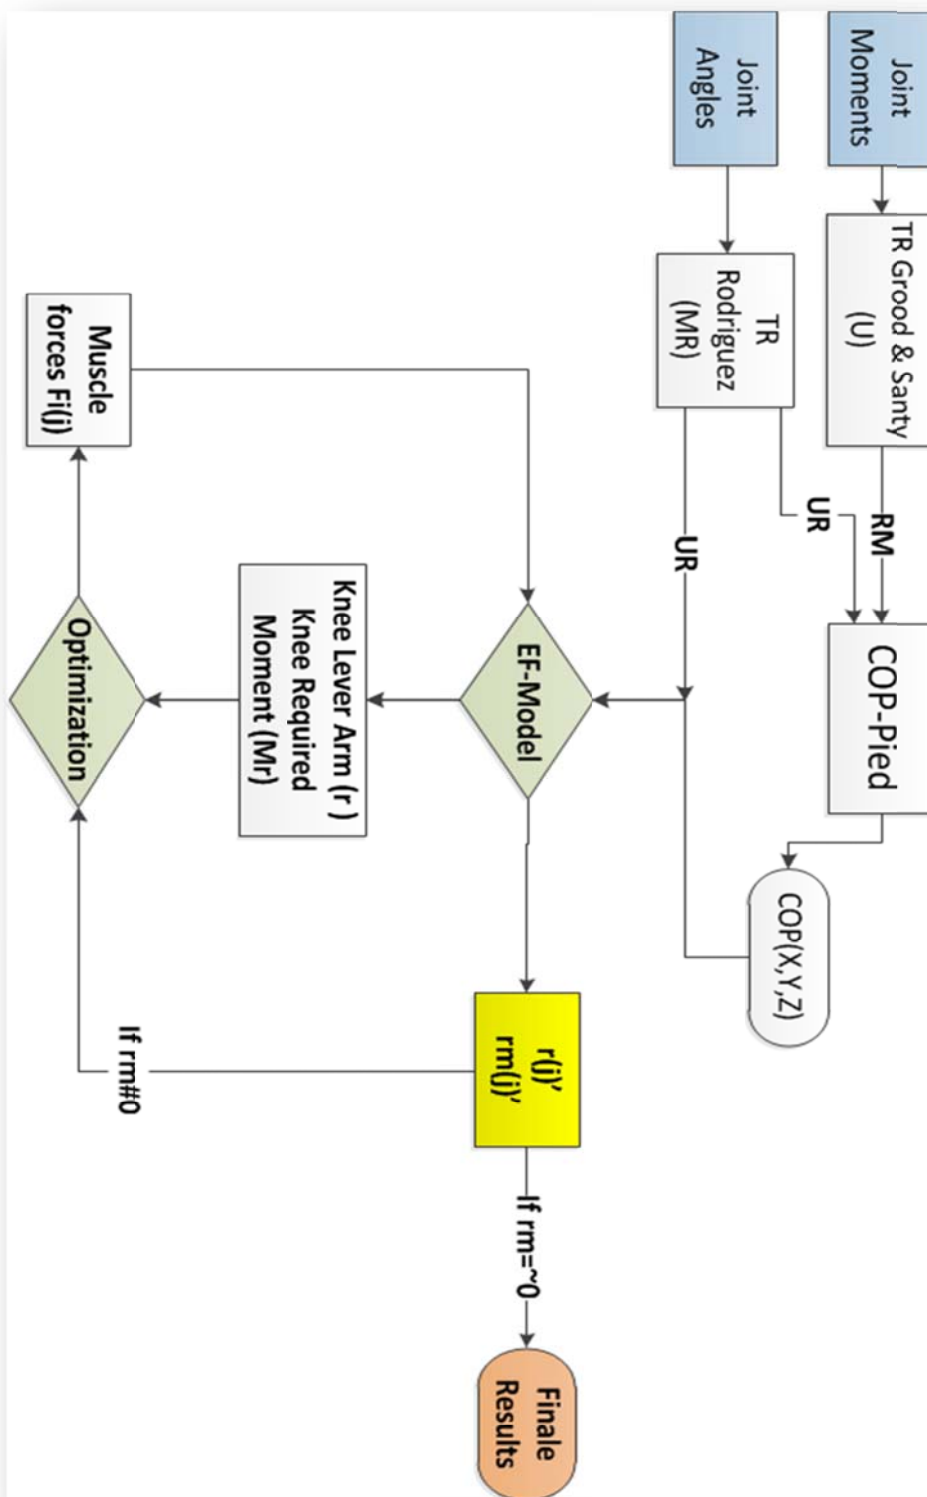 Joint
Moments
TR Grood & Santy
(U)
RM
COP-Pied
COP(X,Y,Z)
Joint
Angles
TR
Rodriguez
(MR)
UR
UR
EF-Model
r(j)’
rm(j)’
If rm=~0
Finale
Results
Knee Lever Arm (r )
Knee Required
Moment (Mr)
Muscle
forces Fi(j)
Optimization
If rm#0